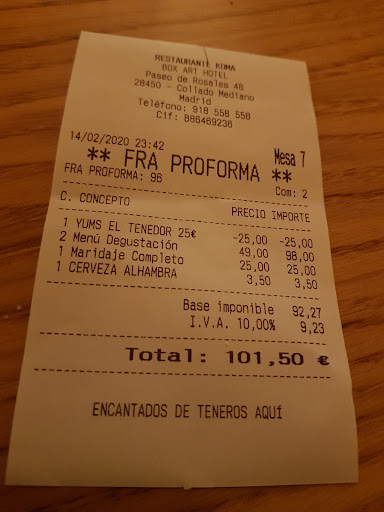 RESTAURANTE KOMA
BOX ART HOTEL
Paseo de Rosales 48
28450 - Collado Mediano
Madrid
Teléfono: 918 558 558
Cif: B86489236
14/02/2020 23:42 Mesa 7
** FRA PROFORMA **
FRA PROFORMA: 96 Com: 2
C. CONCEPTO PRECIO IMPORTE
1 YUMS EL TENEDOR 25€ -25,00 -25,00
2 Menú Degustación 49,00 98,00
1 Maridaje Completo 25,00 25,00
1 CERVEZA ALHAMBRA 3,50 3,50
Base imponible 92,27
I.V.A. 10,00% 9,23
Total: 101,50 €
ENCANTADOS DE TENEROS AQUÍ